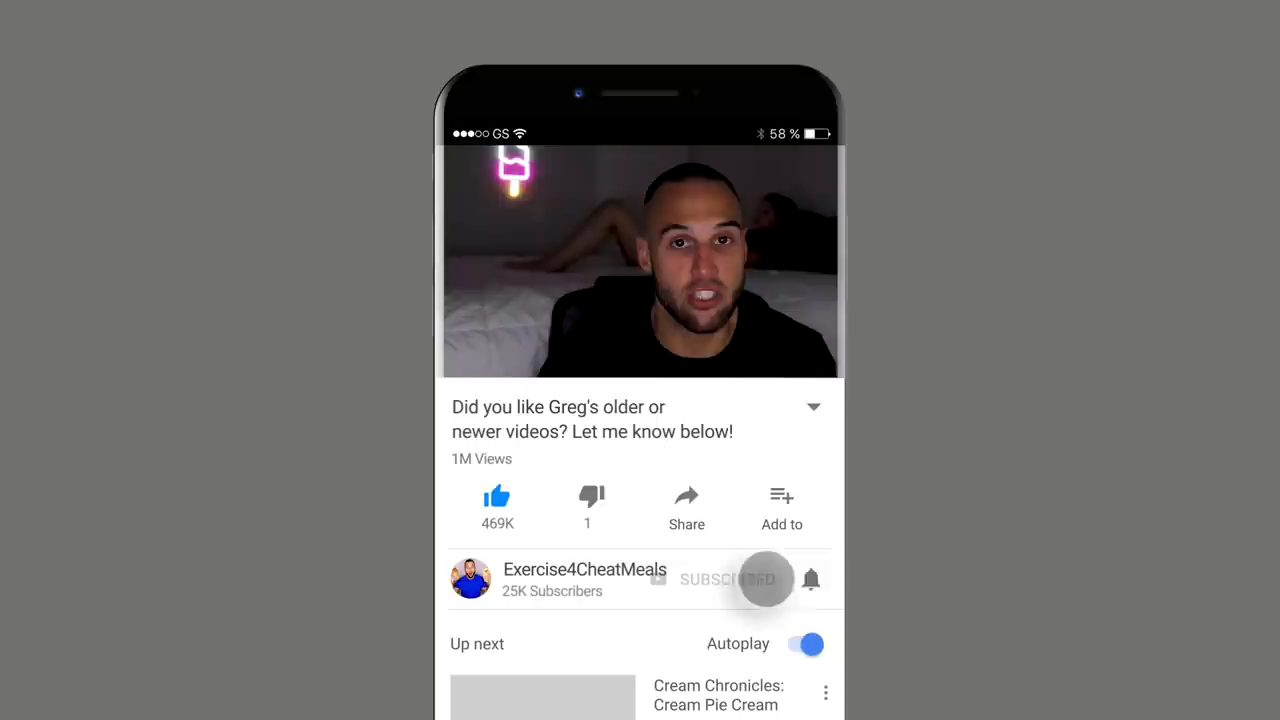 GS
58 %
Did you like Greg's older or
newer videos? Let me know below!
1M Views
469K
1
Share
Add to
Exercise4CheatMeals
SUBSCRIBED
25K Subscribers
Up next
Autoplay
Cream Chronicles:
Cream Pie Cream